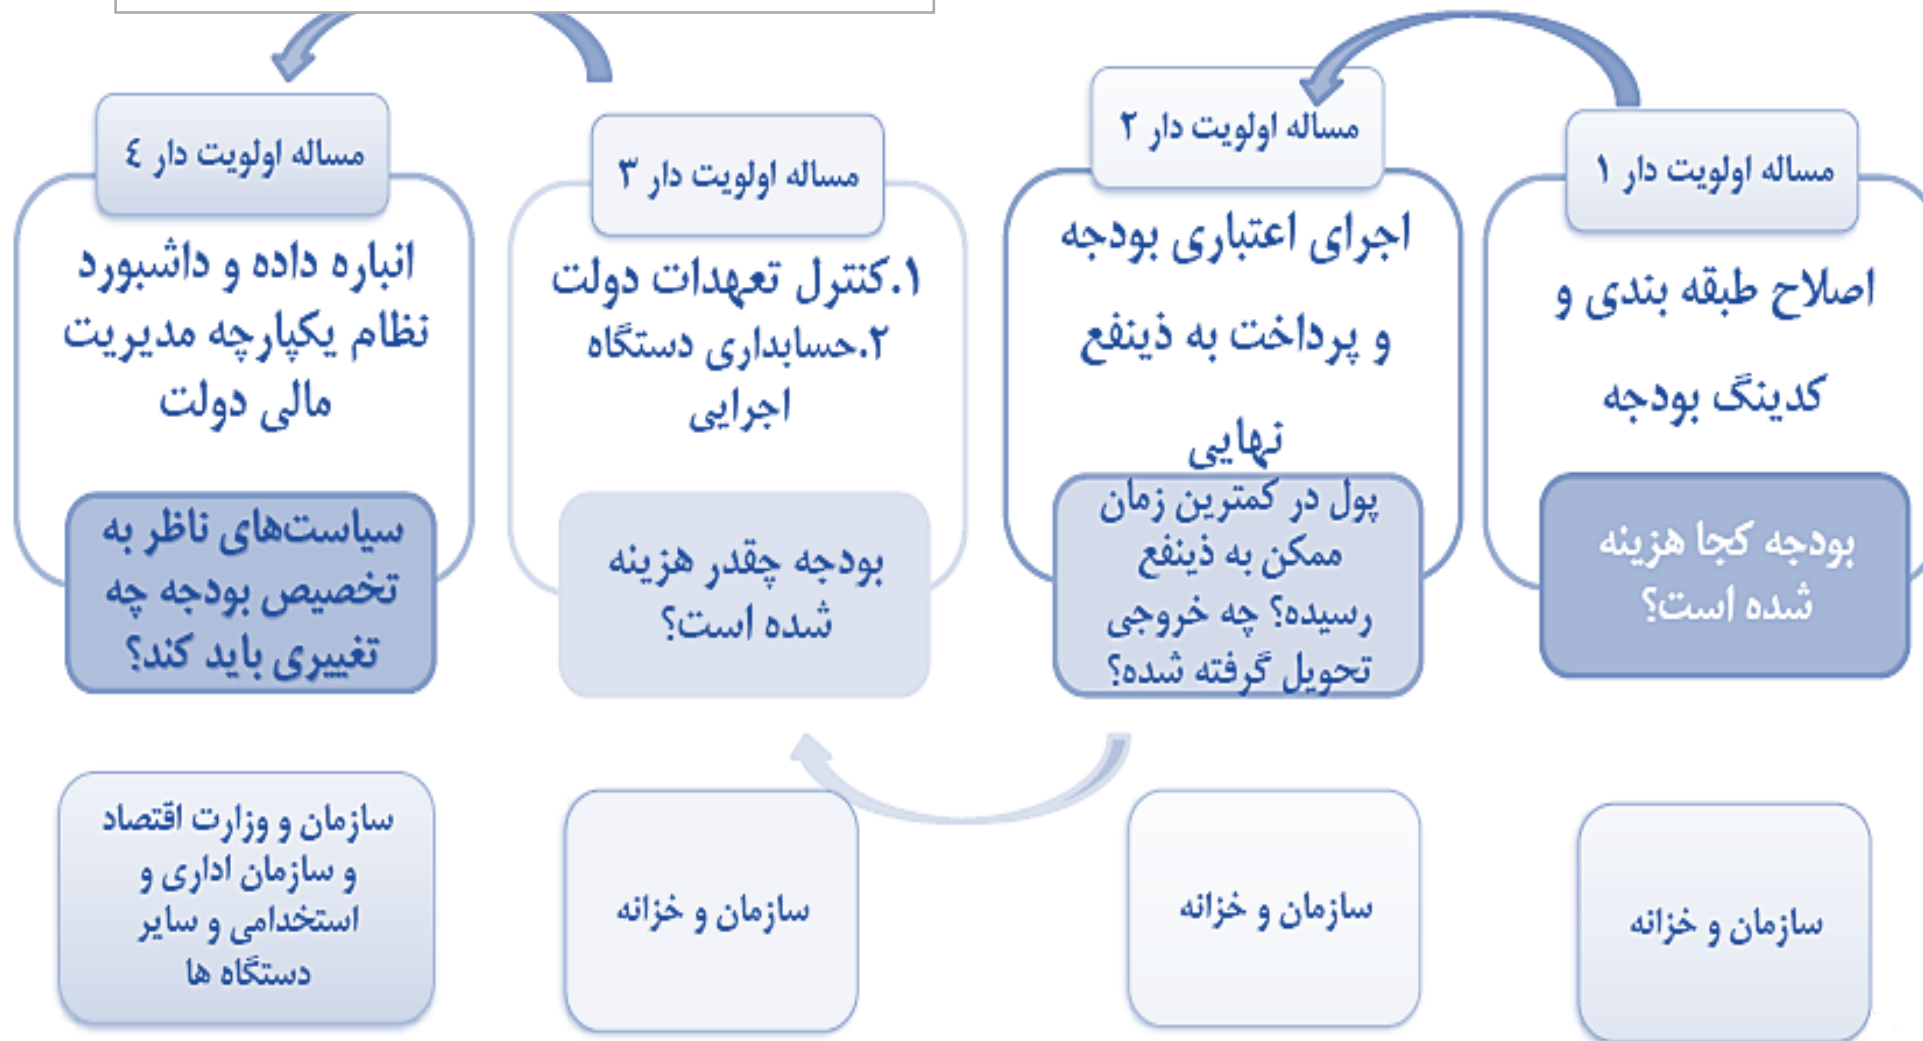 مساله اولویت دار ۱
اصلاح طبقه بندی و
کدینگ بودجه
بودجه کجا هزینه
شده است؟
سازمان و خزانه
مساله اولویت دار ۲
اجرای اعتباری بودجه
و پرداخت به ذینفع
نهایی
پول در کمترین زمان
ممکن به ذینفع
رسیده؟ چه خروجی
تحویل گرفته شده؟
سازمان و خزانه
مساله اولویت دار ۳
۱.کنترل تعهدات دولت
۲.حسابداری دستگاه
اجرایی
بودجه چقدر هزینه
شده است؟
سازمان و خزانه
مساله اولویت دار ٤
انباره داده و داشبورد
نظام یکپارچه مدیریت
مالی دولت
سیاست‌های ناظر به
تخصیص بودجه چه
تغییری باید کند؟
سازمان و وزارت اقتصاد
و سازمان اداری و
استخدامی و سایر
دستگاه ها